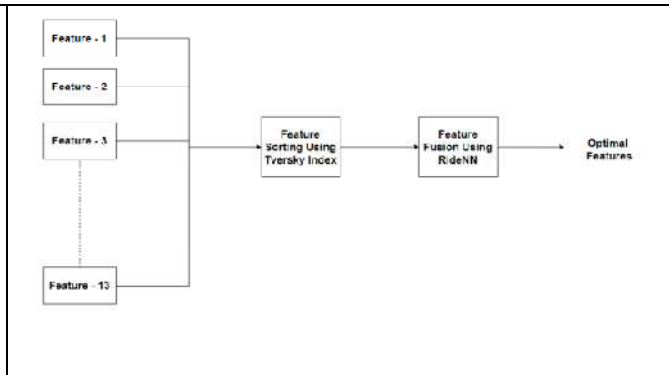 Feature - 1
Feature - 2
Feature - 3
Feature - 13
Feature
Sorting Using
Tversky Index
Feature
Fusion Using
RideNN
Optimal
Features